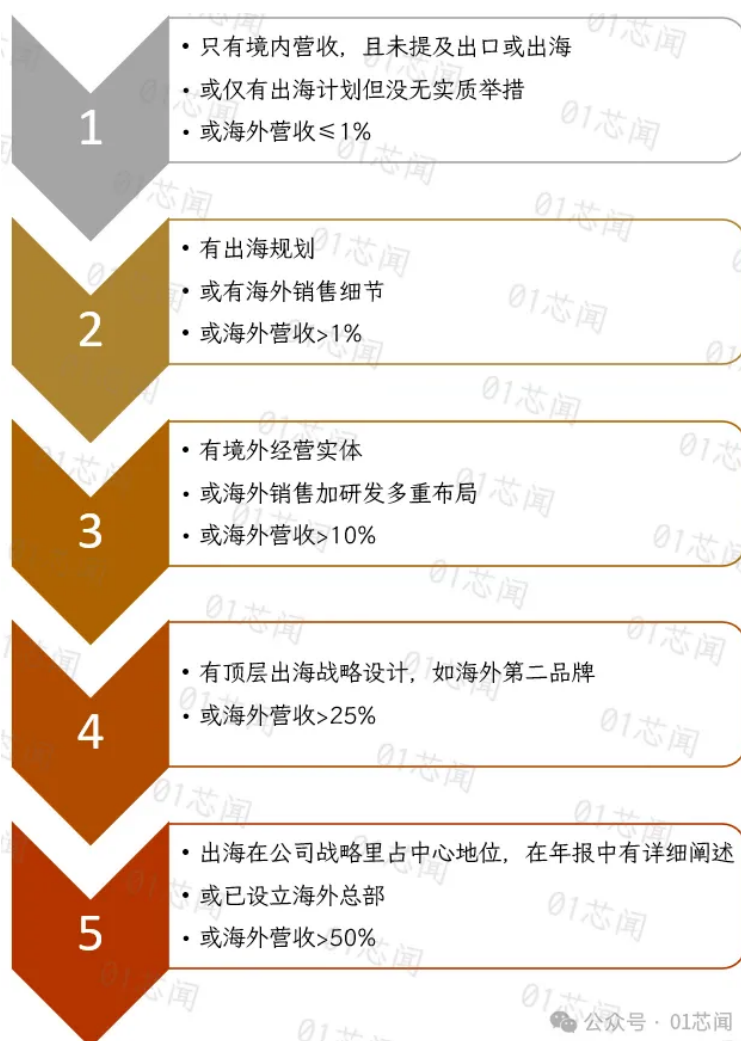 1
• 只有境内营收，且未提及出口或出海
• 或仅有出海计划但没无实质举措
• 或海外营收≤1%
2
• 有出海规划
• 或有海外销售细节
• 或海外营收>1%
3
• 有境外经营实体
• 或海外销售加研发多重布局
• 或海外营收>10%
4
• 有顶层出海战略设计，如海外第二品牌
• 或海外营收>25%
5
• 出海在公司战略里占中心地位，在年报中有详细阐述
• 或已设立海外总部
• 或海外营收>50%
公众号 · 01芯闻
01芯闻